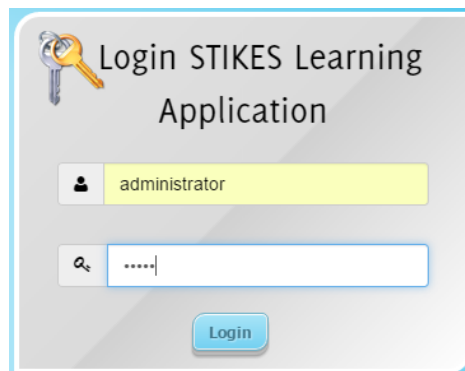 Login STIKES Learning
Application
administrator
•••••
Login